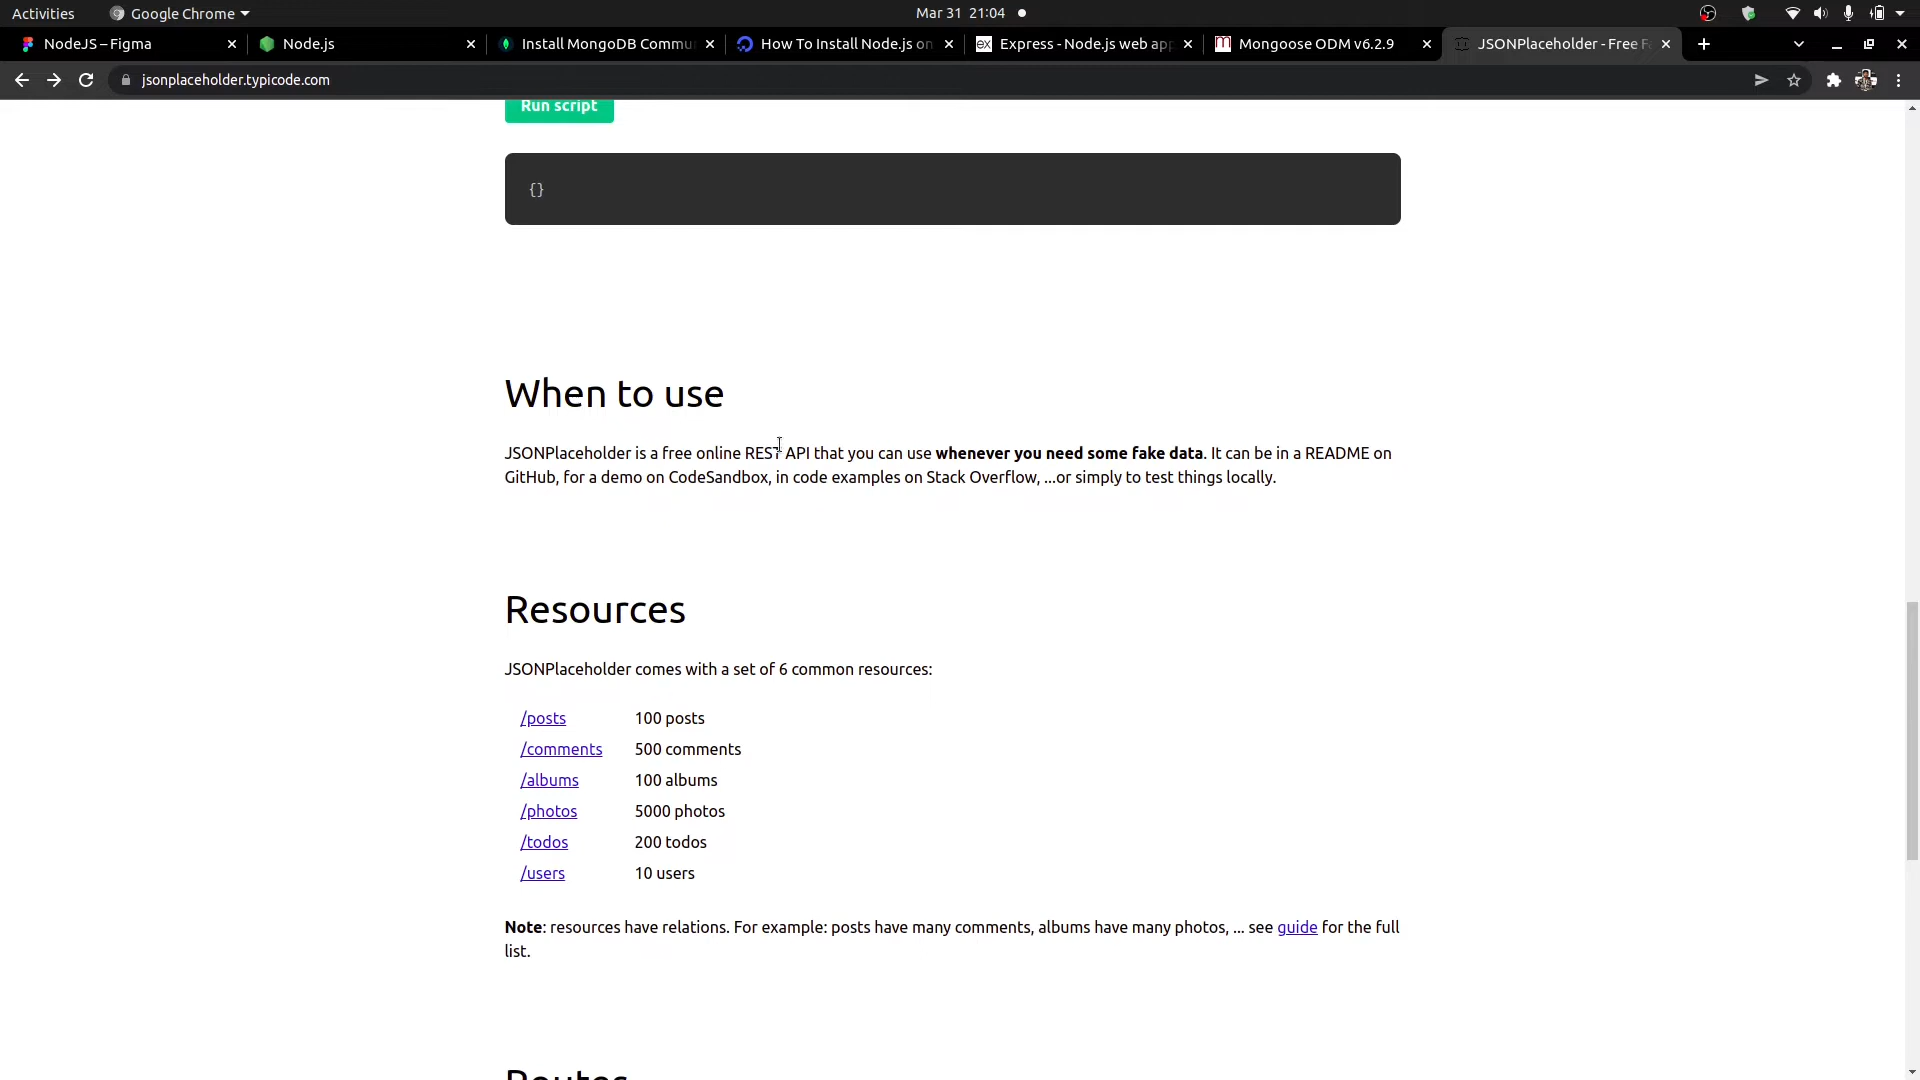 Activities
Google Chrome
Mar 31 21:04
NodeJS – Figma
Node.js
Install MongoDB Commu
How To Install Node.js on
Express - Node.js web app
Mongoose ODM v6.2.9
JSONPlaceholder - Free F
jsonplaceholder.typicode.com
Run script
{}
When to use
JSONPlaceholder is a free online REST API that you can use whenever you need some fake data. It can be in a README on
GitHub, for a demo on CodeSandbox, in code examples on Stack Overflow, ...or simply to test things locally.
Resources
JSONPlaceholder comes with a set of 6 common resources:
/posts 100 posts
/comments 500 comments
/albums 100 albums
/photos 5000 photos
/todos 200 todos
/users 10 users
Note: resources have relations. For example: posts have many comments, albums have many photos, ... see guide for the full
list.
Routes